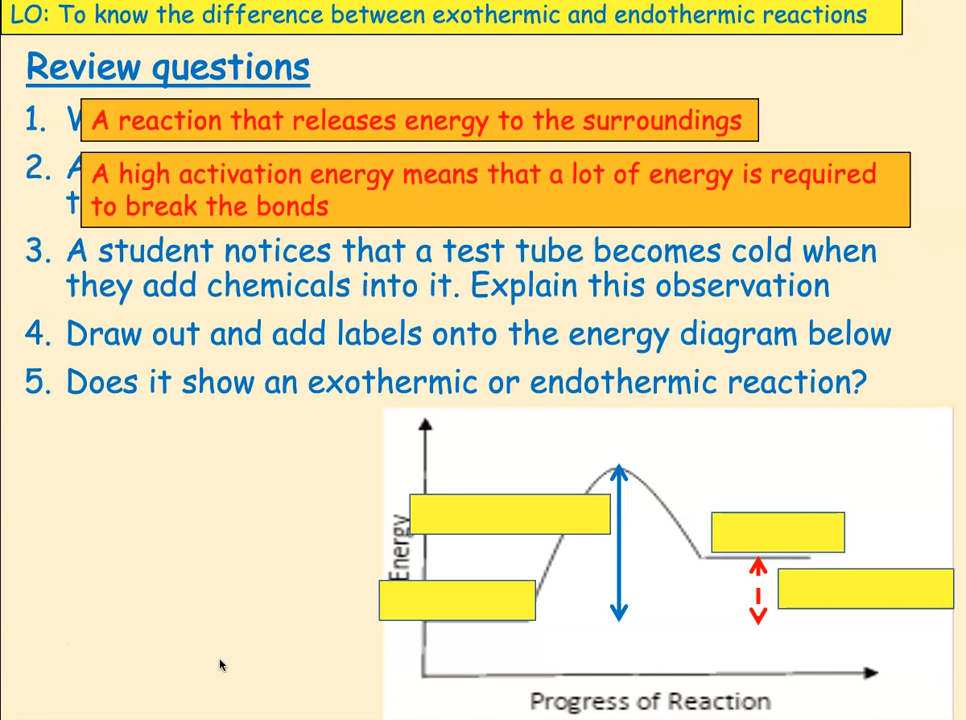 LO: To know the difference between exothermic and endothermic reactions
Review questions
1. A reaction that releases energy to the surroundings
2. A high activation energy means that a lot of energy is required
to break the bonds
3. A student notices that a test tube becomes cold when
they add chemicals into it. Explain this observation
4. Draw out and add labels onto the energy diagram below
5. Does it show an exothermic or endothermic reaction?
Energy
Progress of Reaction